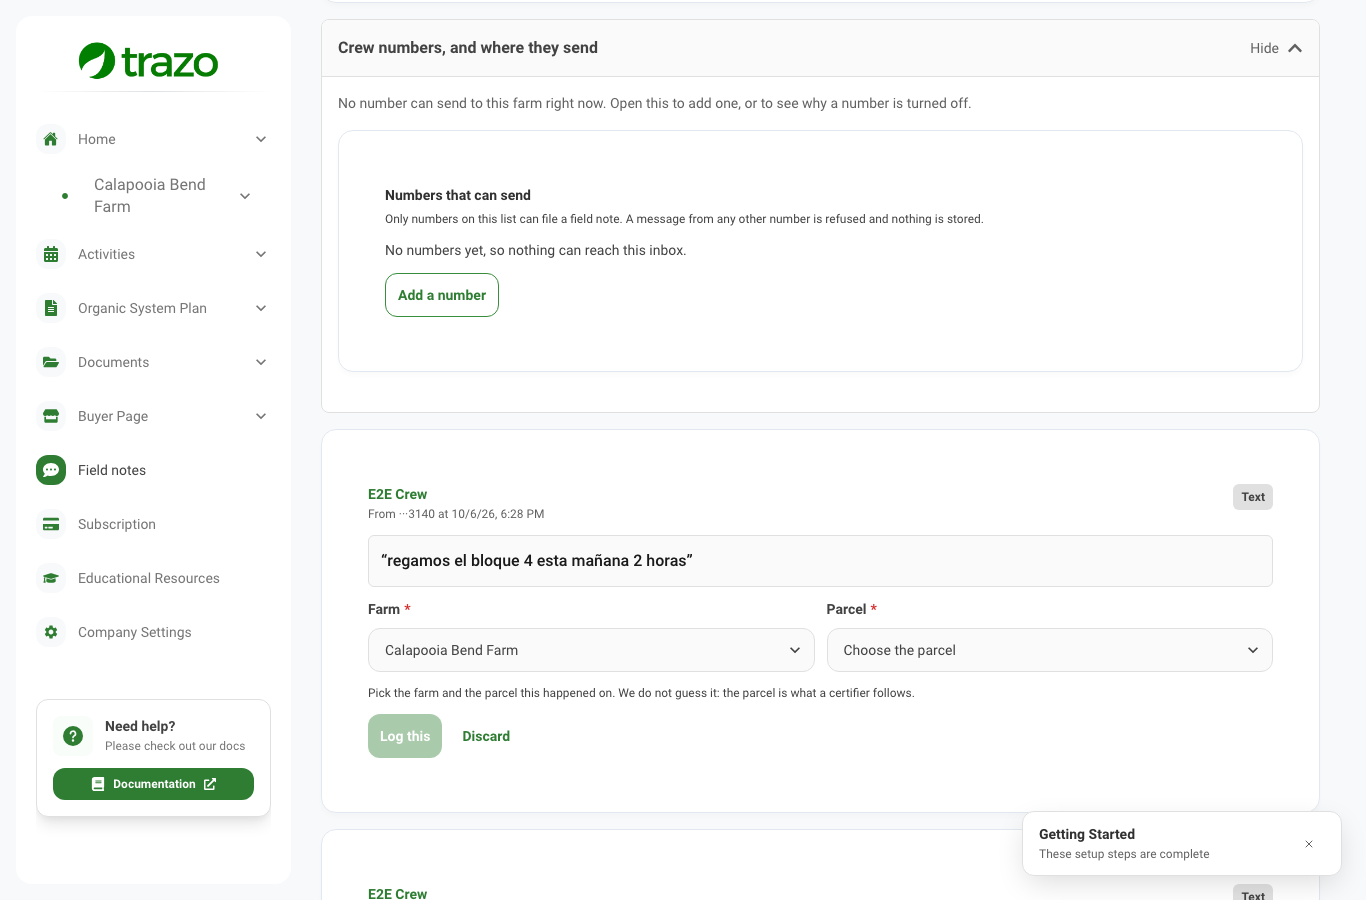 trazo
Home
Calapooia Bend
Farm
Activities
Organic System Plan
Documents
Buyer Page
Field notes
Subscription
Educational Resources
Company Settings
Need help?
Please check out our docs
Documentation
Crew numbers, and where they send
Hide
No number can send to this farm right now. Open this to add one, or to see why a number is turned off.
Numbers that can send
Only numbers on this list can file a field note. A message from any other number is refused and nothing is stored.
No numbers yet, so nothing can reach this inbox.
Add a number
E2E Crew
Text
From ···3140 at 10/6/26, 6:28 PM
“regamos el bloque 4 esta mañana 2 horas”
Farm *
Parcel *
Calapooia Bend Farm
Choose the parcel
Pick the farm and the parcel this happened on. We do not guess it: the parcel is what a certifier follows.
Log this
Discard
E2E Crew
Text
Getting Started
These setup steps are complete